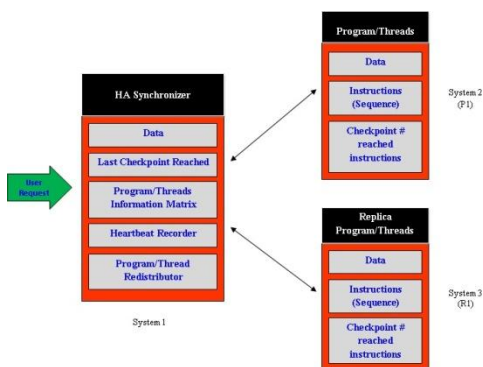 User
Request
HA Synchronizer
Data
Last Checkpoint Reached
Program/Threads
Information Matrix
Heartbeat Recorder
Program/Thread
Redistributor
System 1
Program/Threads
Data
Instructions
(Sequence)
Checkpoint #
reached
instructions
System 2
(P1)
Replica
Program/Threads
Data
Instructions
(Sequence)
Checkpoint #
reached
instructions
System 3
(R1)